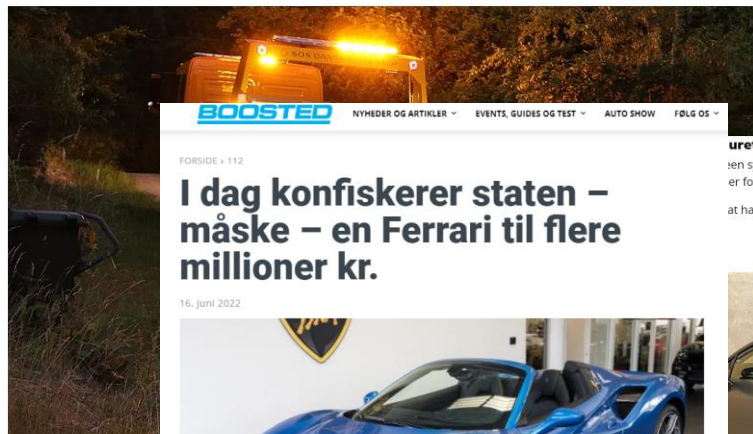 SOS DAN
BOOSTED
NYHEDER OG ARTIKLER
EVENTS, GUIDES OG TEST
AUTO SHOW
FØLG OS
FORSIDE › 112
I dag konfiskerer staten –
måske – en Ferrari til flere
millioner kr.
16. juni 2022
at ha